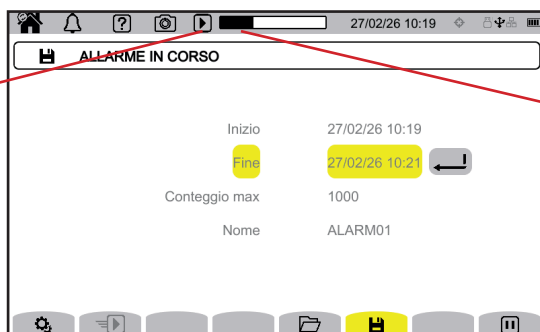 27/02/26 10:19
ALLARME IN CORSO
Inizio 27/02/26 10:19
Fine 27/02/26 10:21
Conteggio max 1000
Nome ALARM01